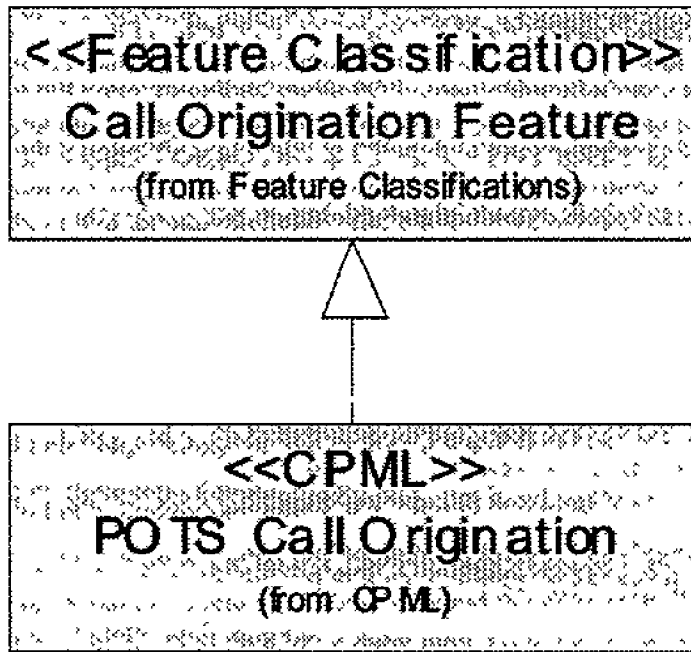 <<Feature Classification>>
Call Origination Feature
(from Feature Classifications)
<<CPML>>
POTS Call Origination
(from CPML)